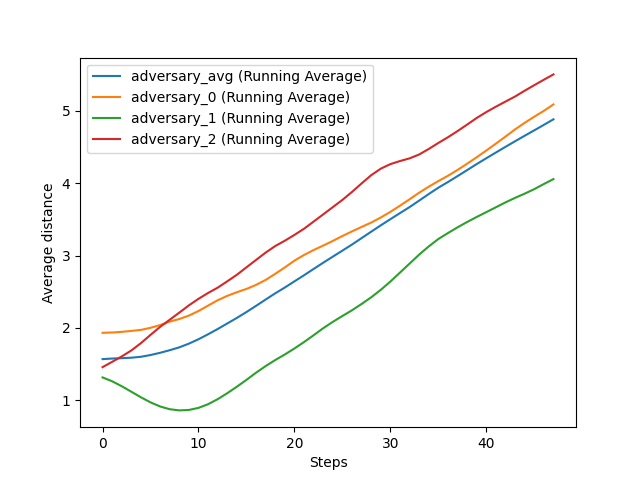 adversary_avg (Running Average)
adversary_0 (Running Average)
adversary_1 (Running Average)
adversary_2 (Running Average)
5
4
3
2
1
Average distance
0 10 20 30 40
Steps